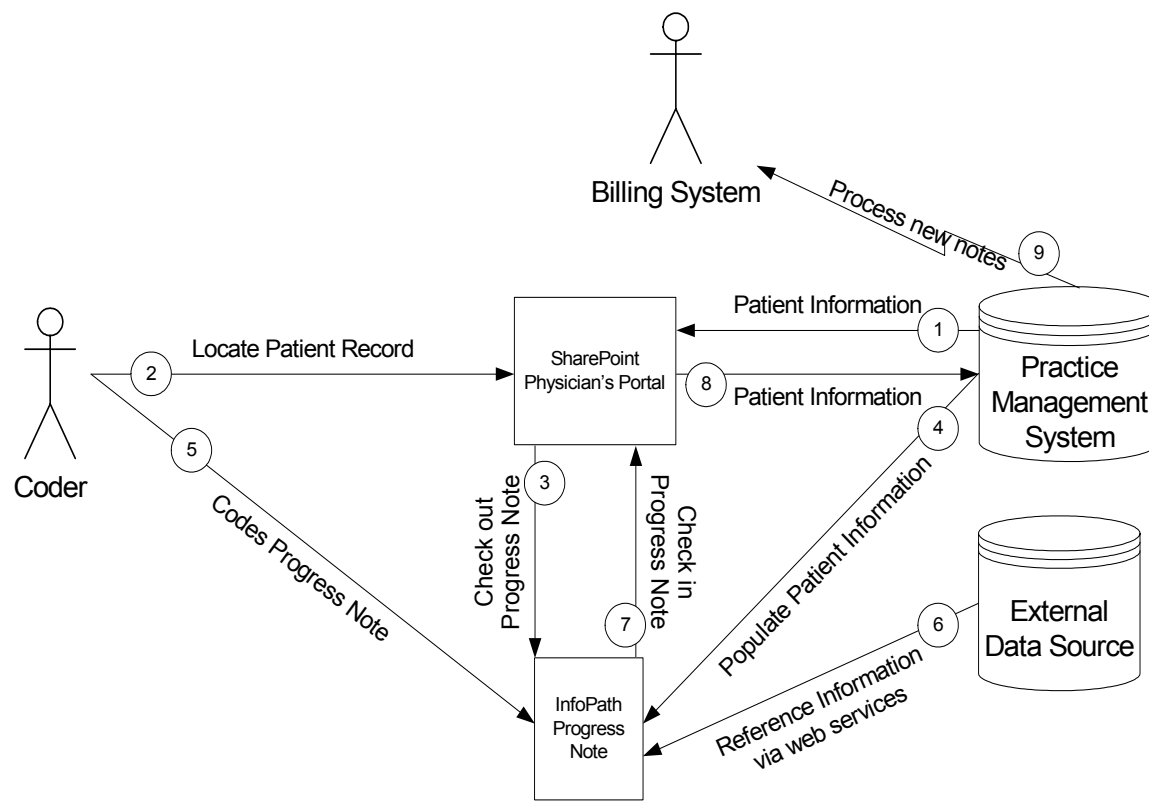 Billing System
Process new notes
9
Patient Information
1
Locate Patient Record
2
SharePoint
Physician's Portal
8
Patient Information
Practice
Management
System
4
Populate Patient Information
5
Codes Progress Note
Coder
3
Check out
Progress Note
Check in
Progress Note
7
6
Reference Information
via web services
External
Data Source
InfoPath
Progress
Note